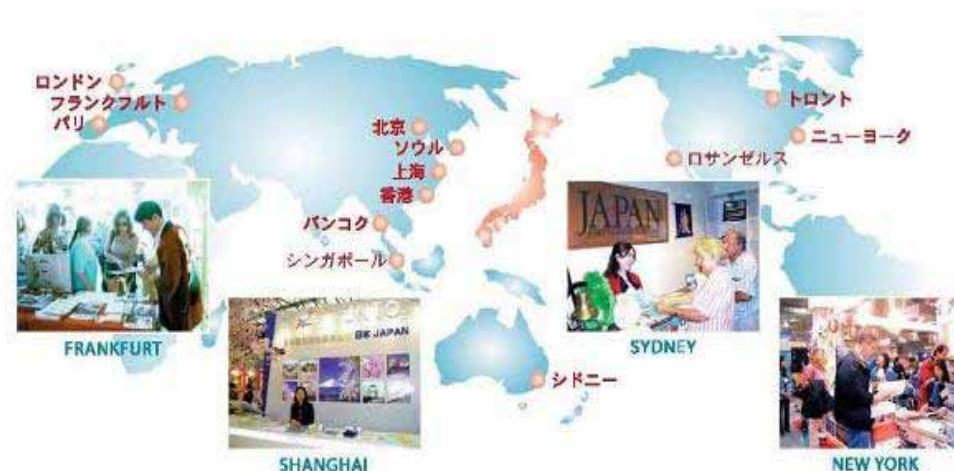 ロンドン
フランクフルト
パリ
北京
ソウル
上海
香港
バンコク
シンガポール
シドニー
トロント
ニューヨーク
ロサンゼルス
FRANKFURT
日本 JAPAN
SHANGHAI
JAPAN
SYDNEY
NEW YORK